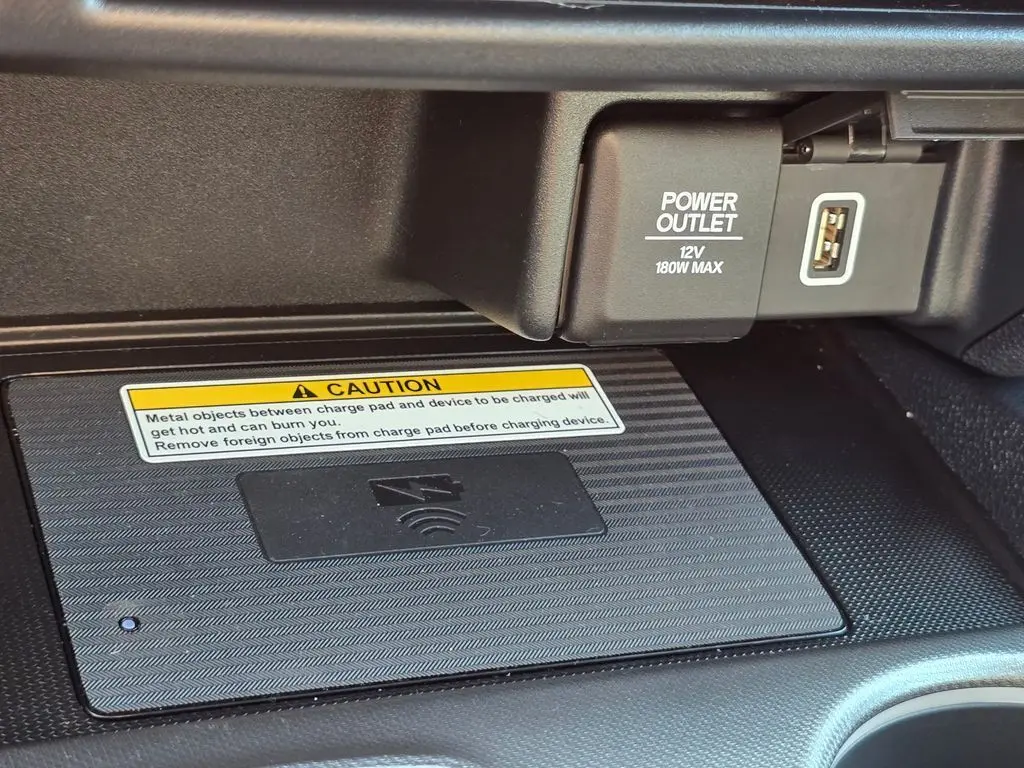 POWER
OUTLET
12V
180W MAX
CAUTION
Metal objects between charge pad and device to be charged will
get hot and can burn you.
Remove foreign objects from charge pad before charging device.